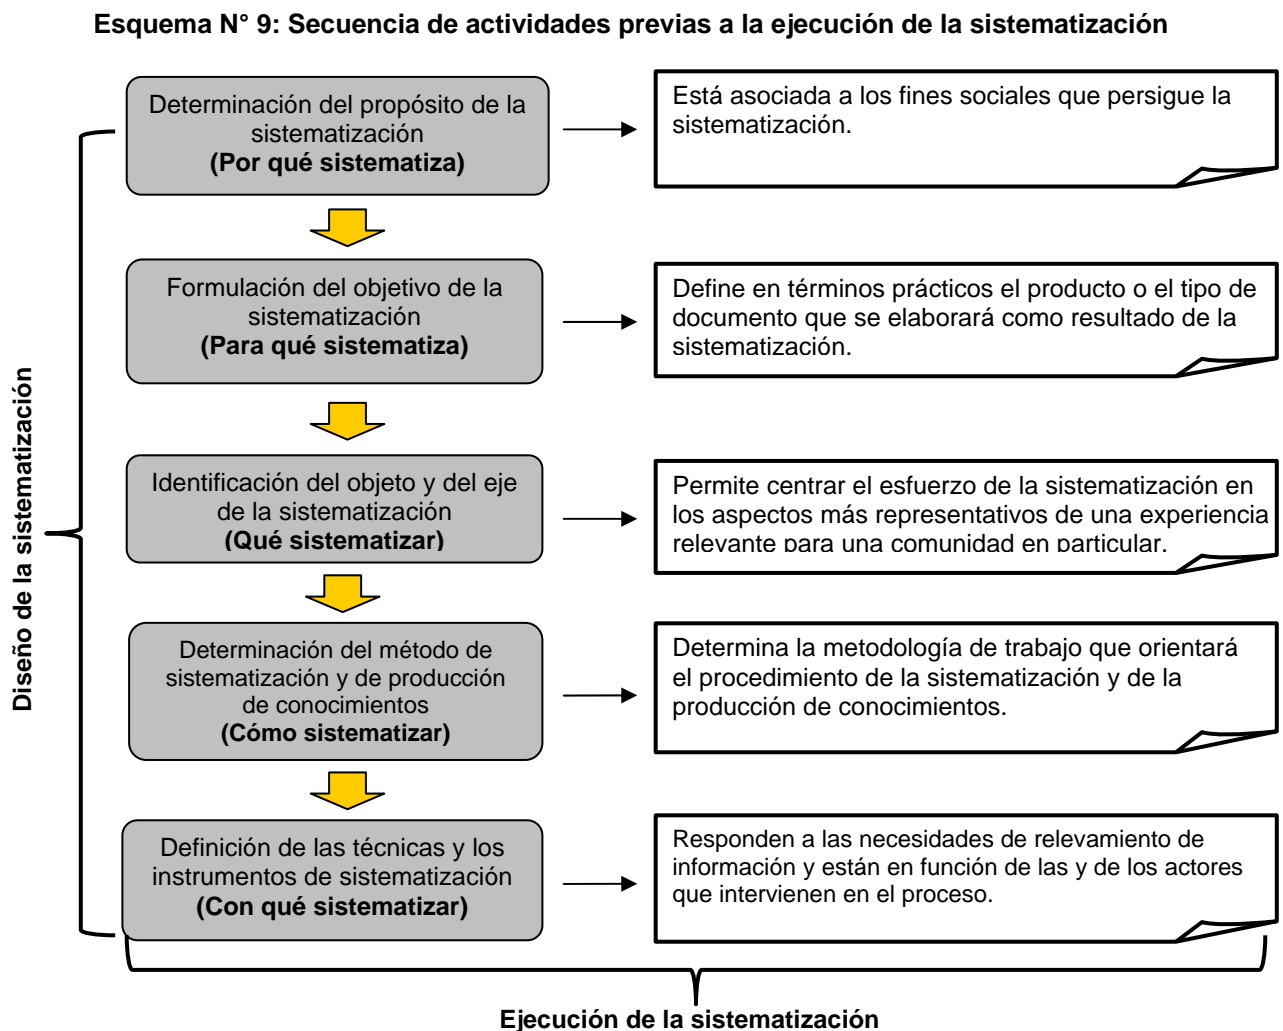 Esquema N° 9: Secuencia de actividades previas a la ejecución de la sistematización
Determinación del propósito de la
sistematización
(Por qué sistematiza)
Está asociada a los fines sociales que persigue la
sistematización.
Formulación del objetivo de la
sistematización
(Para qué sistematiza)
Define en términos prácticos el producto o el tipo de
documento que se elaborará como resultado de la
sistematización.
Identificación del objeto y del eje
de la sistematización
(Qué sistematizar)
Permite centrar el esfuerzo de la sistematización en
los aspectos más representativos de una experiencia
relevante para una comunidad en particular.
Determinación del método de
sistematización y de producción
de conocimientos
(Cómo sistematizar)
Determina la metodología de trabajo que orientará
el procedimiento de la sistematización y de la
producción de conocimientos.
Definición de las técnicas y los
instrumentos de sistematización
(Con qué sistematizar)
Responden a las necesidades de relevamiento de
información y están en función de las y de los actores
que intervienen en el proceso.
Diseño de la sistematización
Ejecución de la sistematización